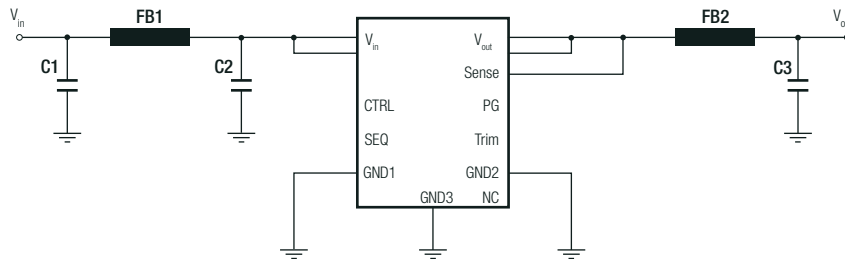 Vin
FB1
FB2
Vo
C1
C2
C3
Vin
Vout
Sense
CTRL
PG
SEQ
Trim
GND1
GND2
GND3
NC